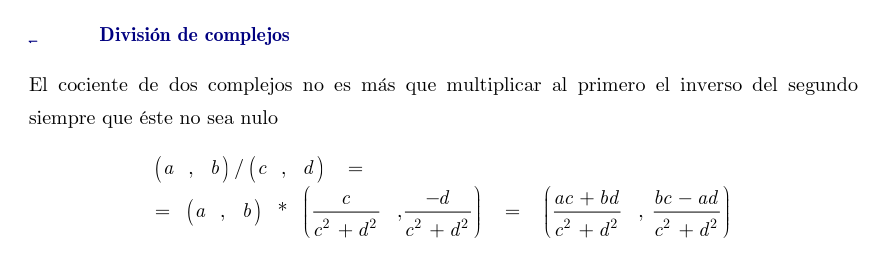 División de complejos
El cociente de dos complejos no es más que multiplicar al primero el inverso del segundo
siempre que éste no sea nulo
(a , b) / (c , d) =
= (a , b) * (c / (c² + d²) , −d / (c² + d²)) = ((ac + bd) / (c² + d²) , (bc − ad) / (c² + d²))